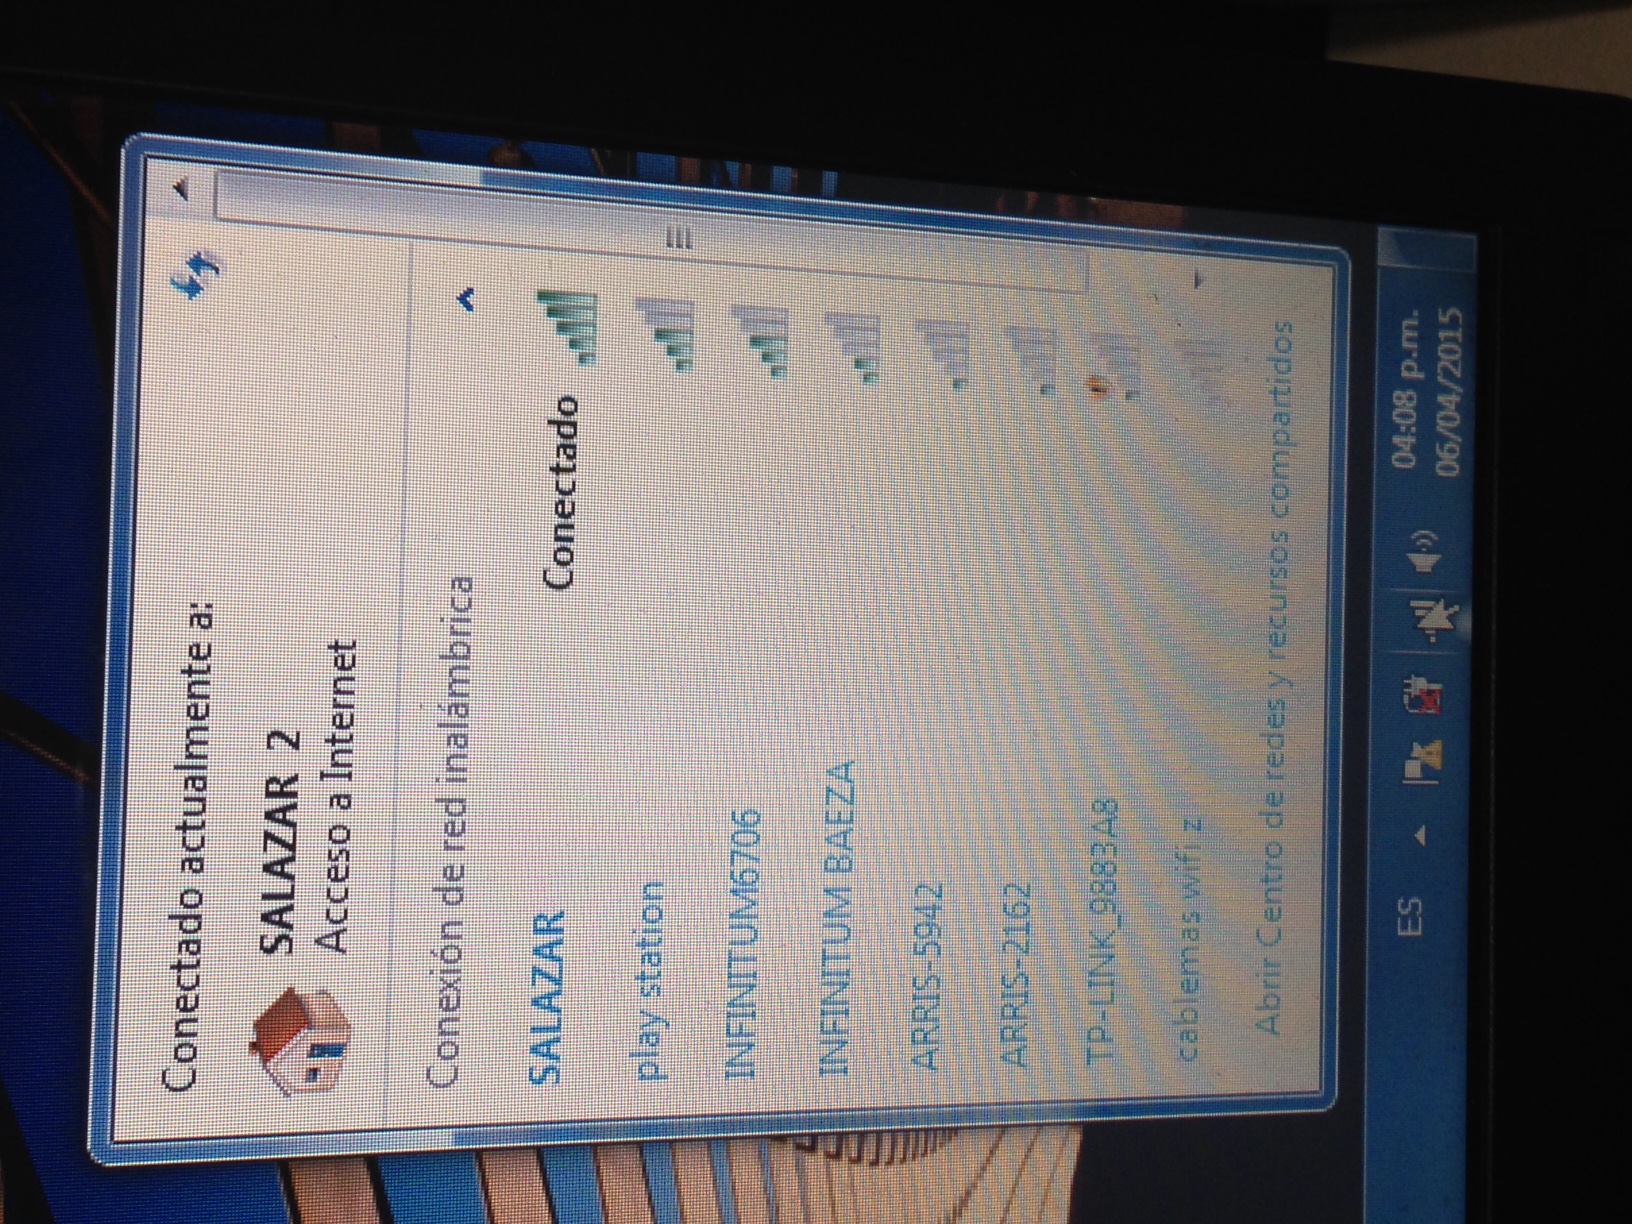 Conectado actualmente a:
SALAZAR 2
Acceso a Internet
Conexión de red inalámbrica
SALAZAR Conectado
play station
INFINITUM6706
INFINITUM BAEZA
ARRIS-5942
ARRIS-2162
TP-LINK_9883A8
cablemas wifi z
Abrir Centro de redes y recursos compartidos
ES
04:08 p.m.
06/04/2015